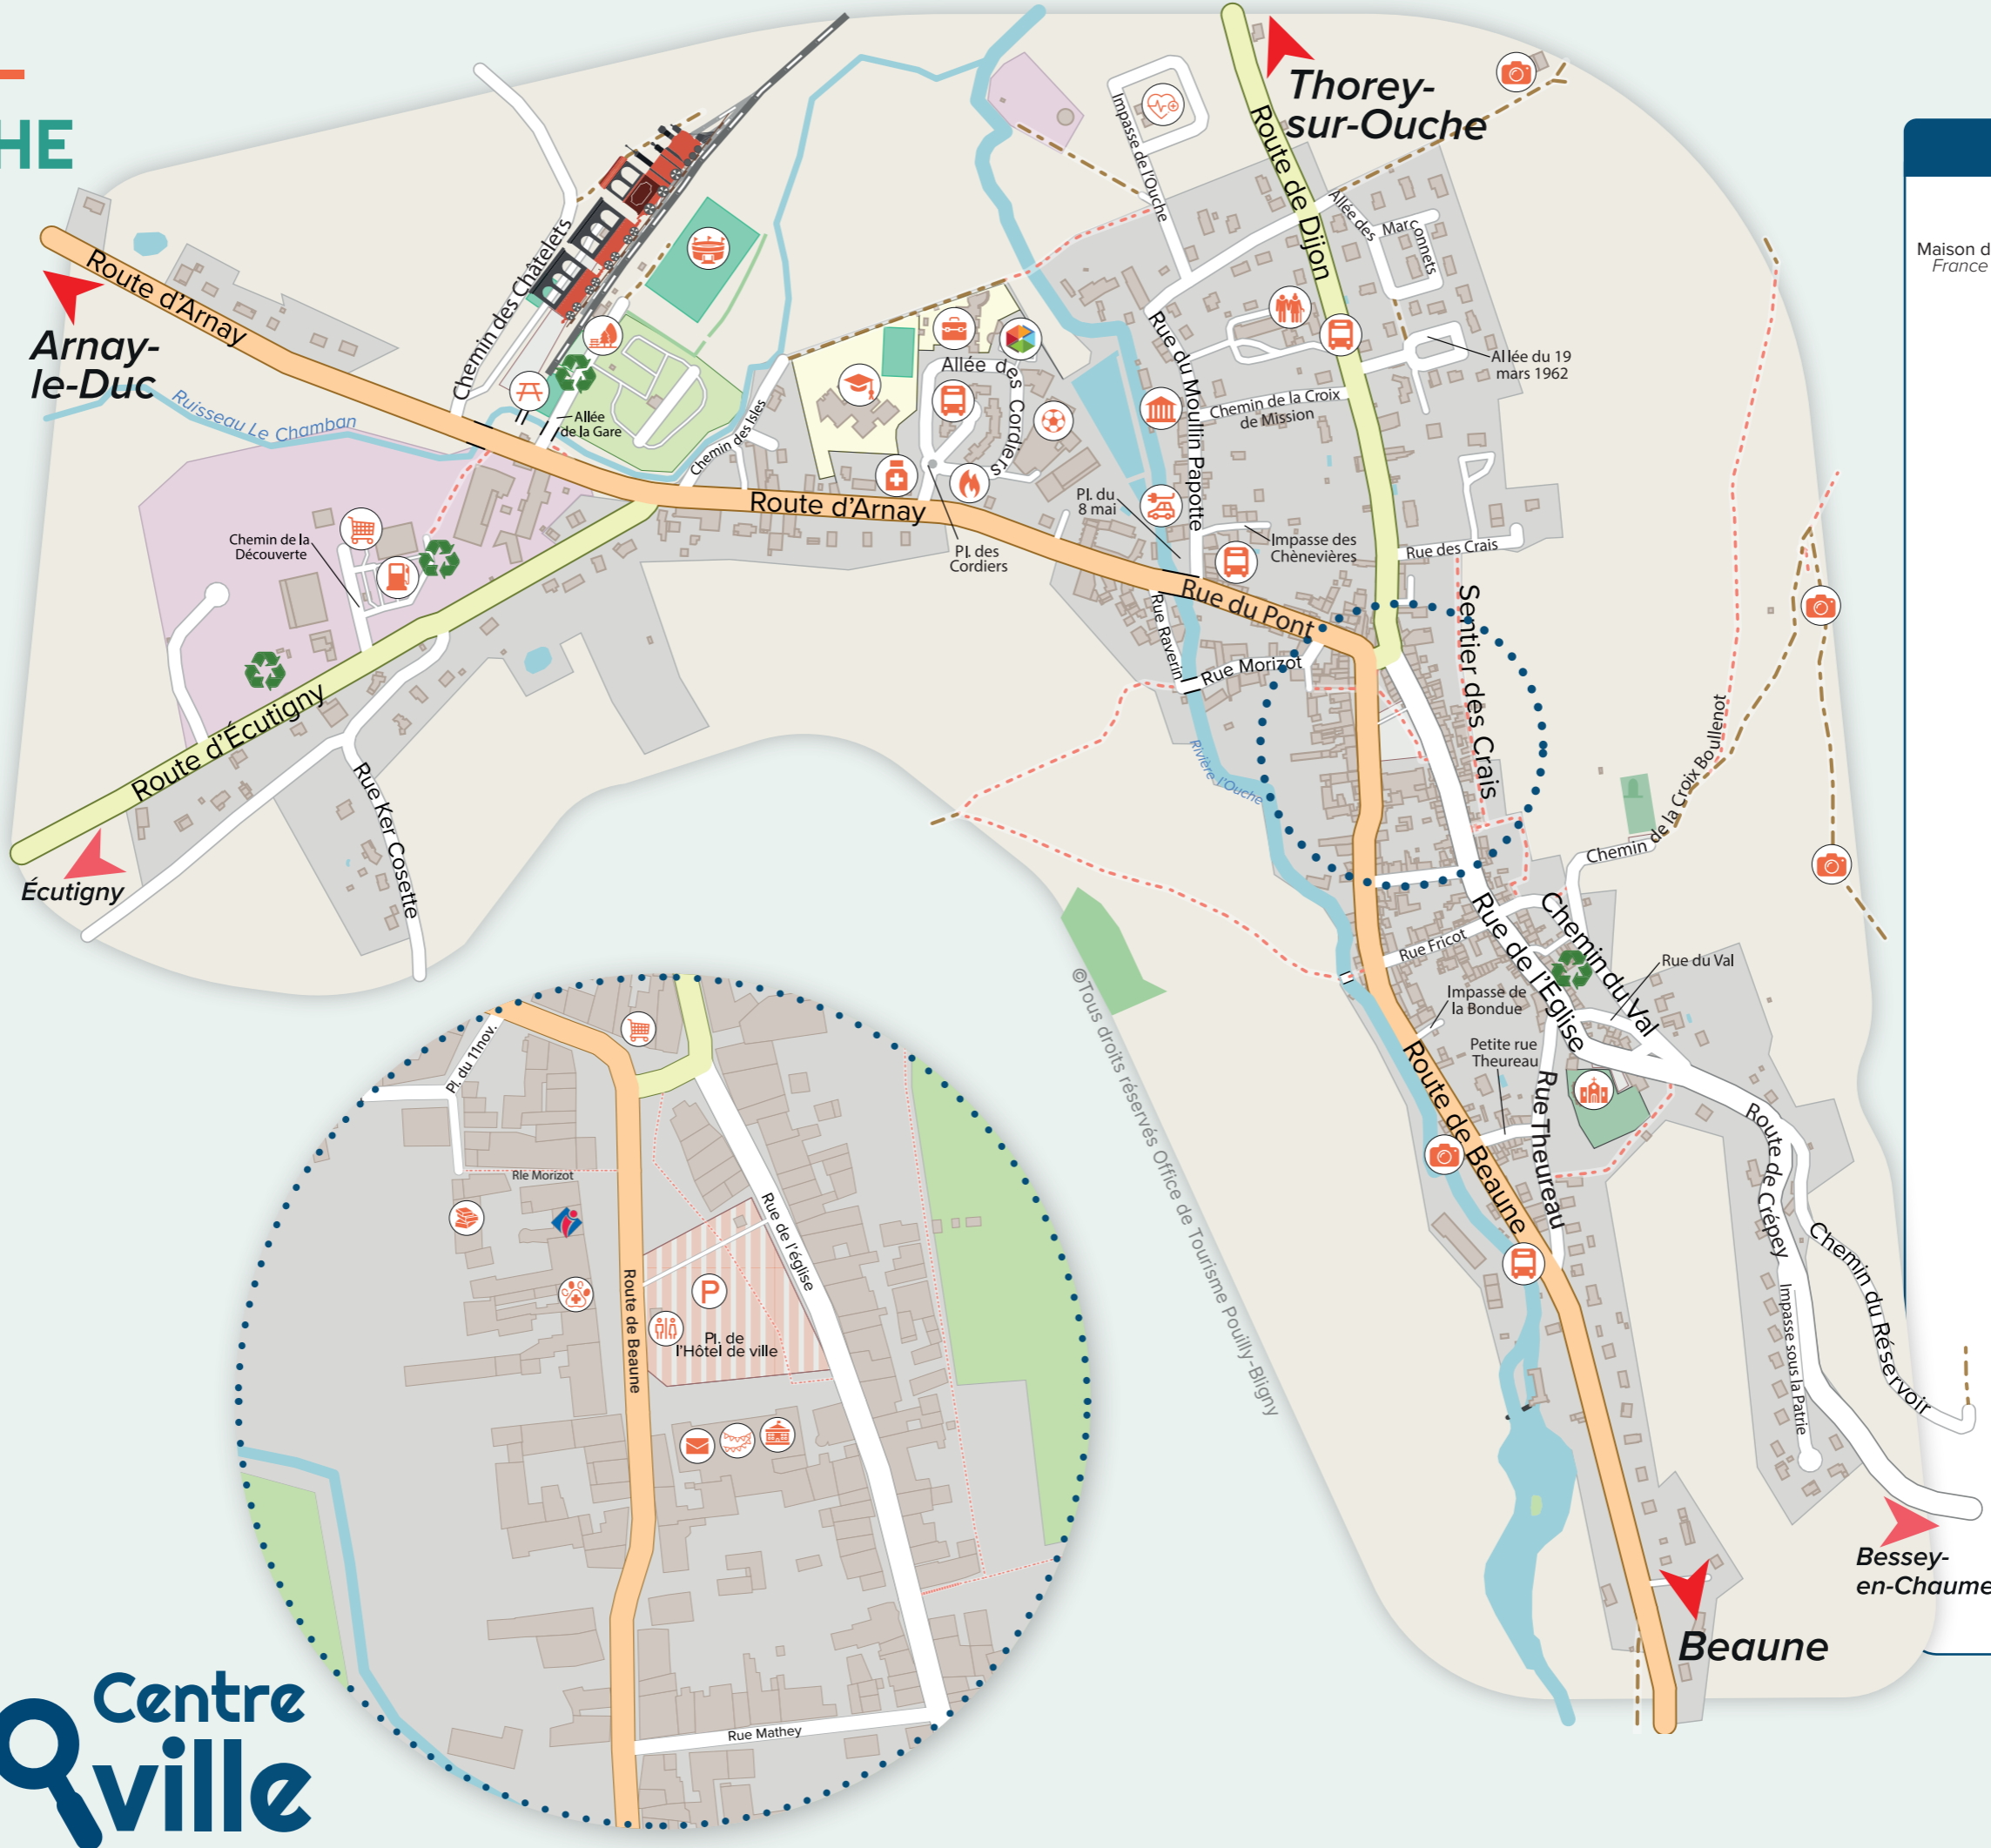 HE
Thorey-
sur-Ouche
Route de Dijon
Impasse de l'Ouche
Allée des Marconnets
Maison d
France
Route d'Arnay
Arnay-
le-Duc
Ruisseau Le Chamban
Chemin des Châtelets
Allée
de la Gare
Chemin des Isles
Allée des Cordiers
Rue du Moullin Papotte
Chemin de la Croix
de Mission
Al lée du 19
mars 1962
Route d'Arnay
Pl. des
Cordiers
Pl. du
8 mai
Impasse des
Chènevières
Rue des Crais
Chemin de la
Découverte
Rue du Pont
Rue Raverin
Rue Morizot
Sentier des Crais
Rivière l'Ouche
Route d'Écutigny
Écutigny
Rue Ker Cosette
Chemin de la Croix Boullenot
Rue Fricot
Rue de l'Eglise
Chemin du Val
Rue du Val
Impasse de
la Bondue
Petite rue
Theureau
Rue Theureau
Route de Beaune
Route de Crépey
Chemin du Réservoir
Impasse sous la Patrie
Bessey-
en-Chaume
Beaune
©Tous droits réservés Office de Tourisme Pouilly-Bligny
Pl. du 11nov.
Rle Morizot
Rue de l'église
Route de Beaune
P
Pl. de
l'Hôtel de ville
Rue Mathey
Centre
ville